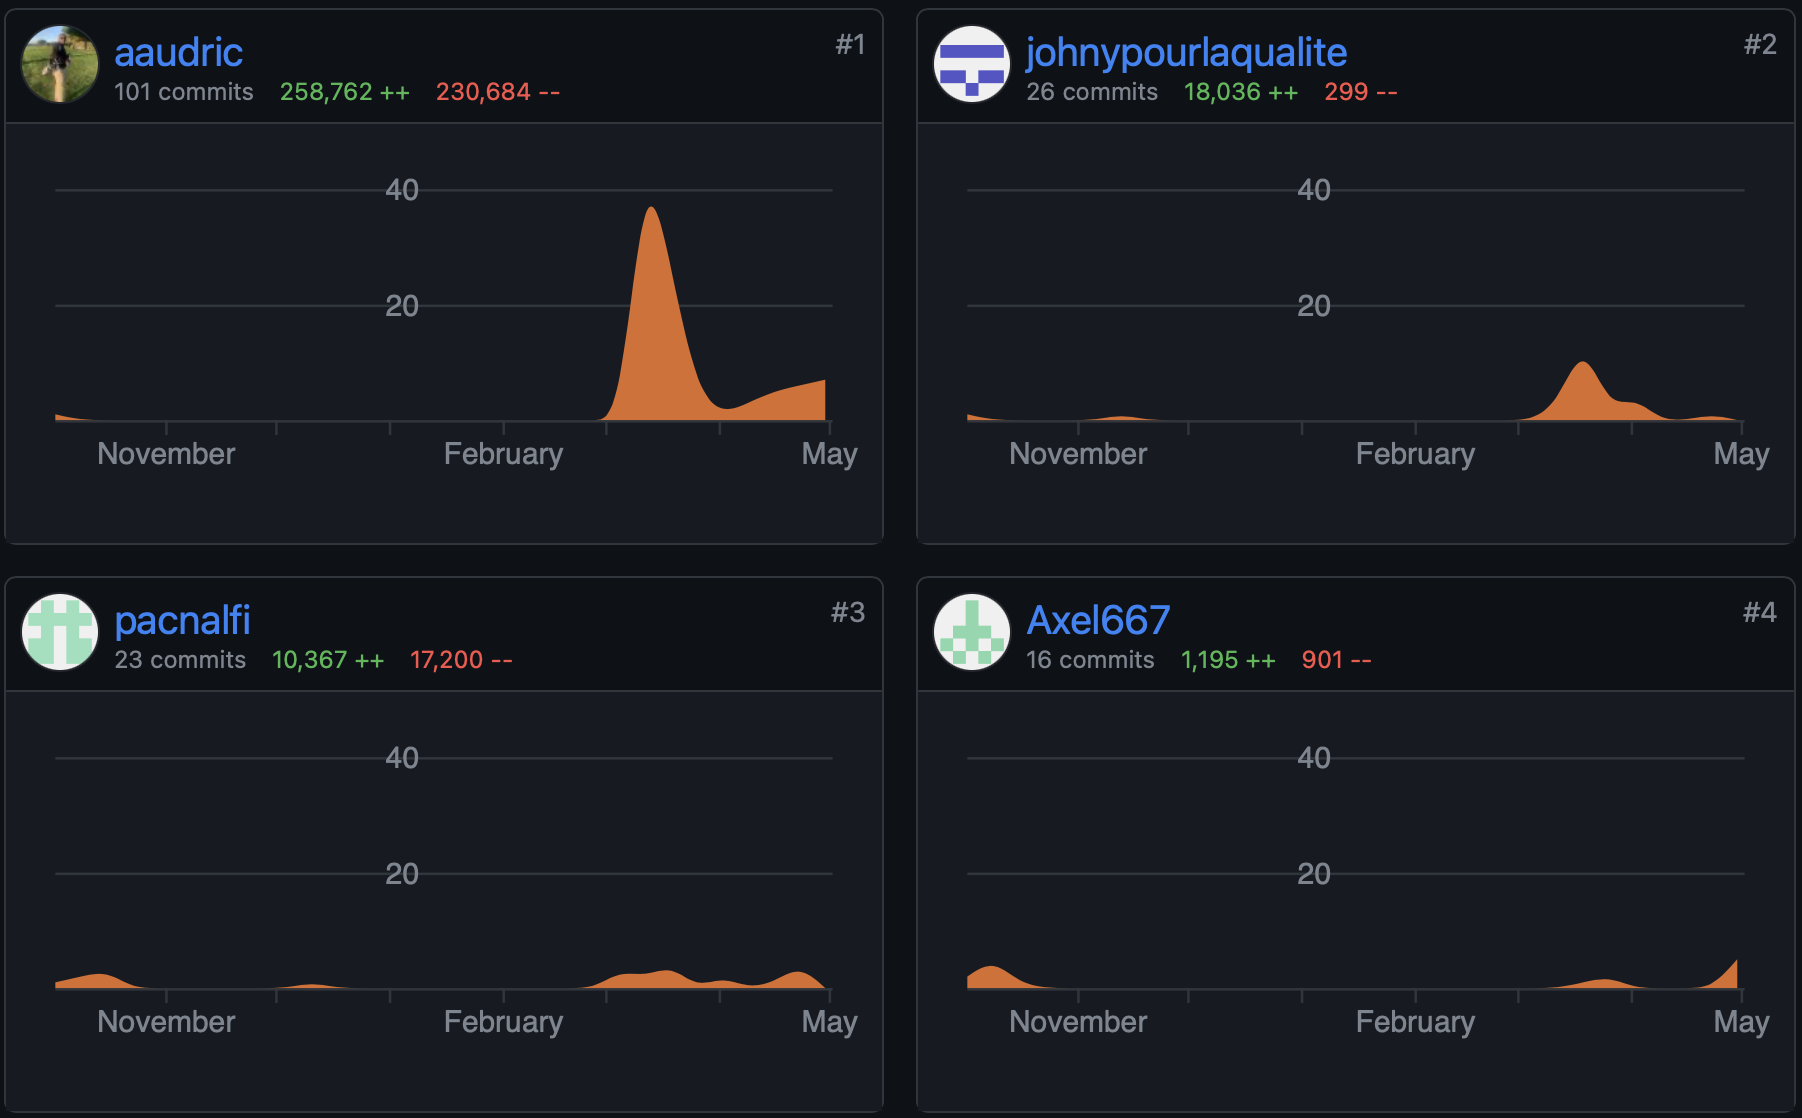 aaudric
#1
101 commits 258,762 ++ 230,684 --
40
20
November February May
johnypourlaqualite
#2
26 commits 18,036 ++ 299 --
40
20
November February May
pacnalfi
#3
23 commits 10,367 ++ 17,200 --
40
20
November February May
Axel667
#4
16 commits 1,195 ++ 901 --
40
20
November February May